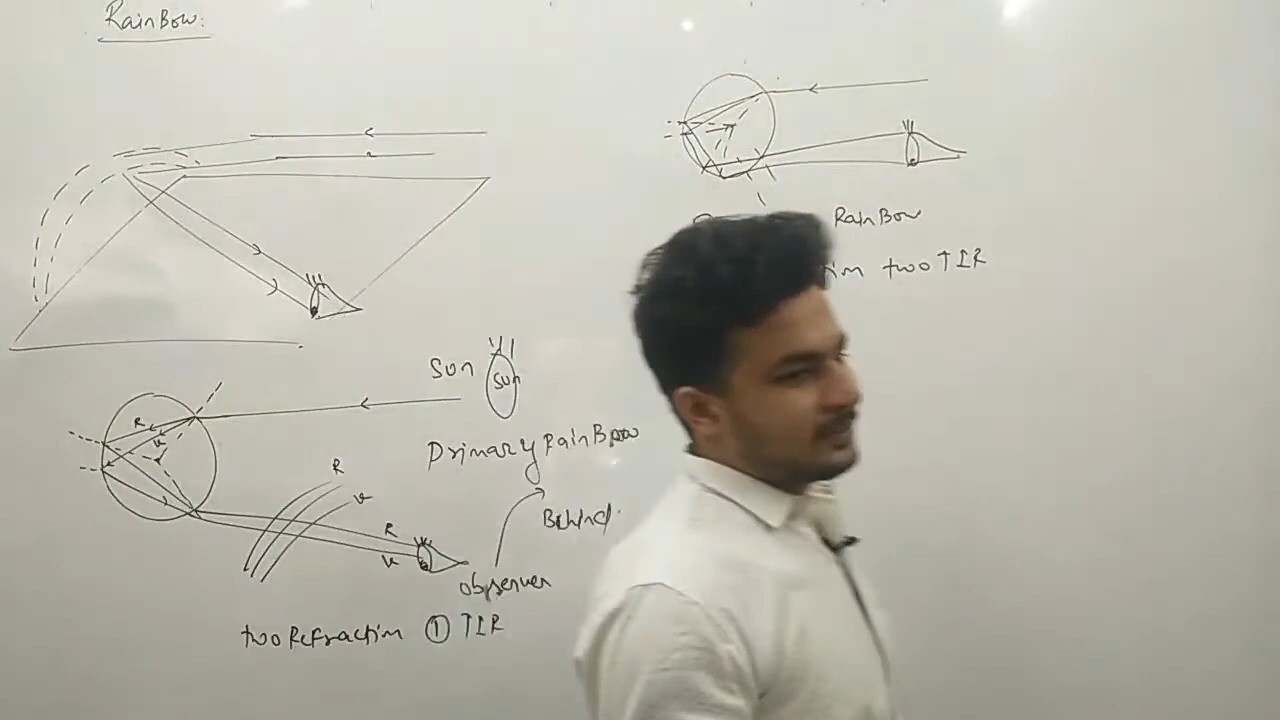 RainBow:
RainBow
two TIR
Sun
Sun
Primary RainBow
R
v
R
v
Behind.
R
v
observer
two Refraction ① TIR